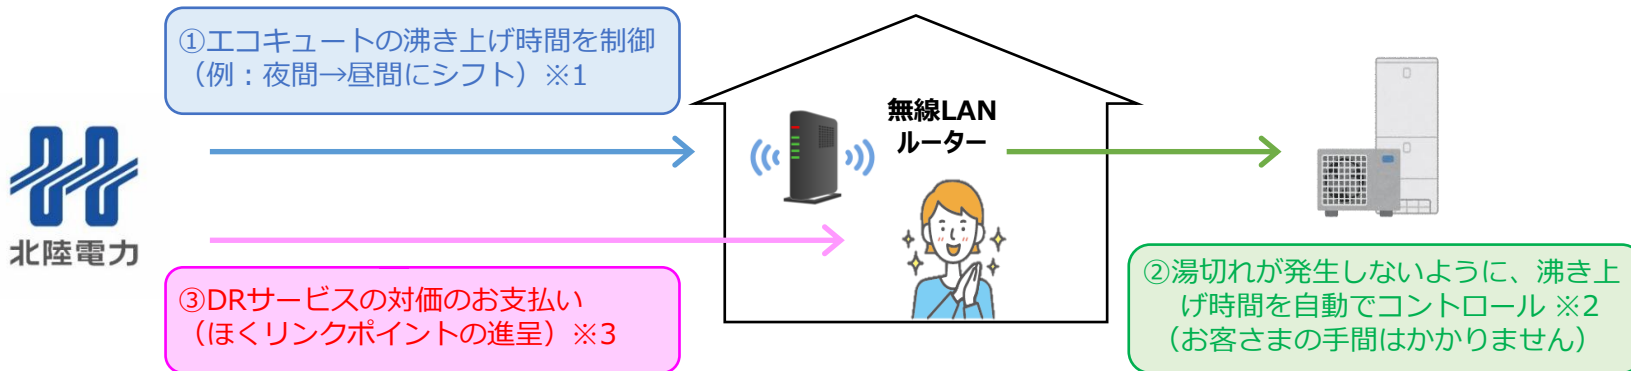 ①エコキュートの沸き上げ時間を制御
（例：夜間→昼間にシフト）※1
無線LAN
ルーター
北陸電力
③DRサービスの対価のお支払い
（ほくリンクポイントの進呈）※3
②湯切れが発生しないように、沸き上
げ時間を自動でコントロール ※2
（お客さまの手間はかかりません）